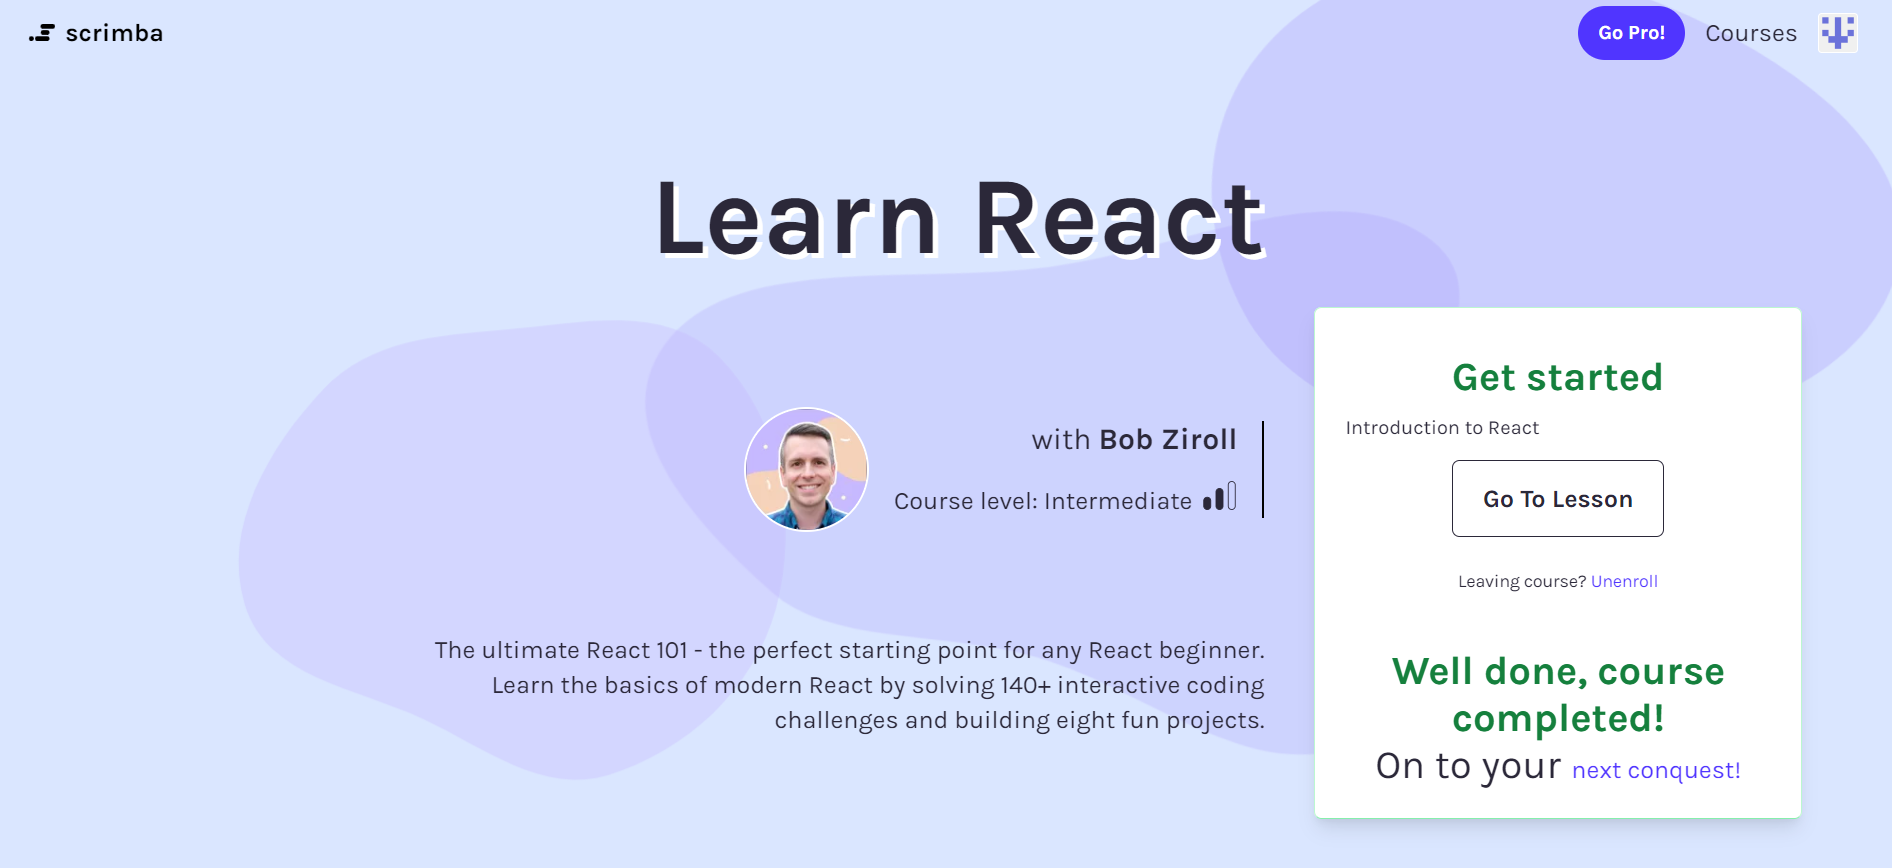 scrimba
Go Pro!
Courses
Learn React
with Bob Ziroll
Course level: Intermediate
The ultimate React 101 - the perfect starting point for any React beginner.
Learn the basics of modern React by solving 140+ interactive coding
challenges and building eight fun projects.
Get started
Introduction to React
Go To Lesson
Leaving course? Unenroll
Well done, course
completed!
On to your next conquest!